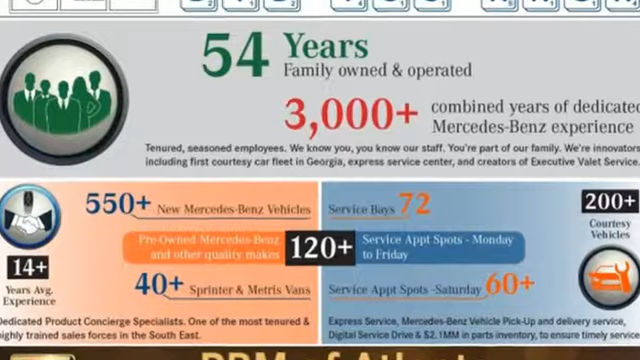 54 Years
Family owned & operated
3,000+ combined years of dedicated
Mercedes-Benz experience
Tenured, seasoned employees. We know you, you know our staff. You're part of our family. We're innovators
including first courtesy car fleet in Georgia, express service center, and creators of Executive Valet Service.
550+ New Mercedes-Benz Vehicles
Service Bays 72
200+
Courtesy
Vehicles
Pre-Owned Mercedes-Benz
and other quality makes
120+
Service Appt Spots - Monday
to Friday
14+
Years Avg.
Experience
40+ Sprinter & Metris Vans
Service Appt Spots -Saturday 60+
Dedicated Product Concierge Specialists. One of the most tenured &
highly trained sales forces in the South East.
Express Service, Mercedes-Benz Vehicle Pick-Up and delivery service,
Digital Service Drive & $2.1MM in parts inventory, to ensure timely service